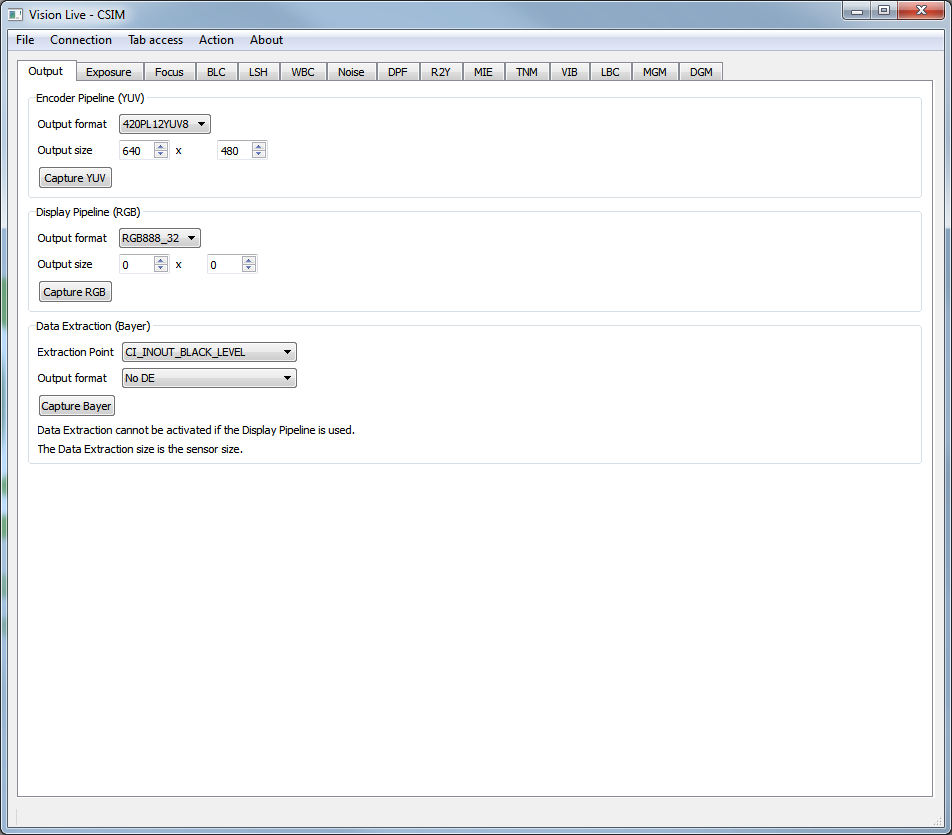 Vision Live - CSIM
File Connection Tab access Action About
Output Exposure Focus BLC LSH WBC Noise DPF R2Y MIE TNM VIB LBC MGM DGM
Encoder Pipeline (YUV)
Output format 420PL12YUV8
Output size 640 x 480
Capture YUV
Display Pipeline (RGB)
Output format RGB888_32
Output size 0 x 0
Capture RGB
Data Extraction (Bayer)
Extraction Point CI_INOUT_BLACK_LEVEL
Output format No DE
Capture Bayer
Data Extraction cannot be activated if the Display Pipeline is used.
The Data Extraction size is the sensor size.